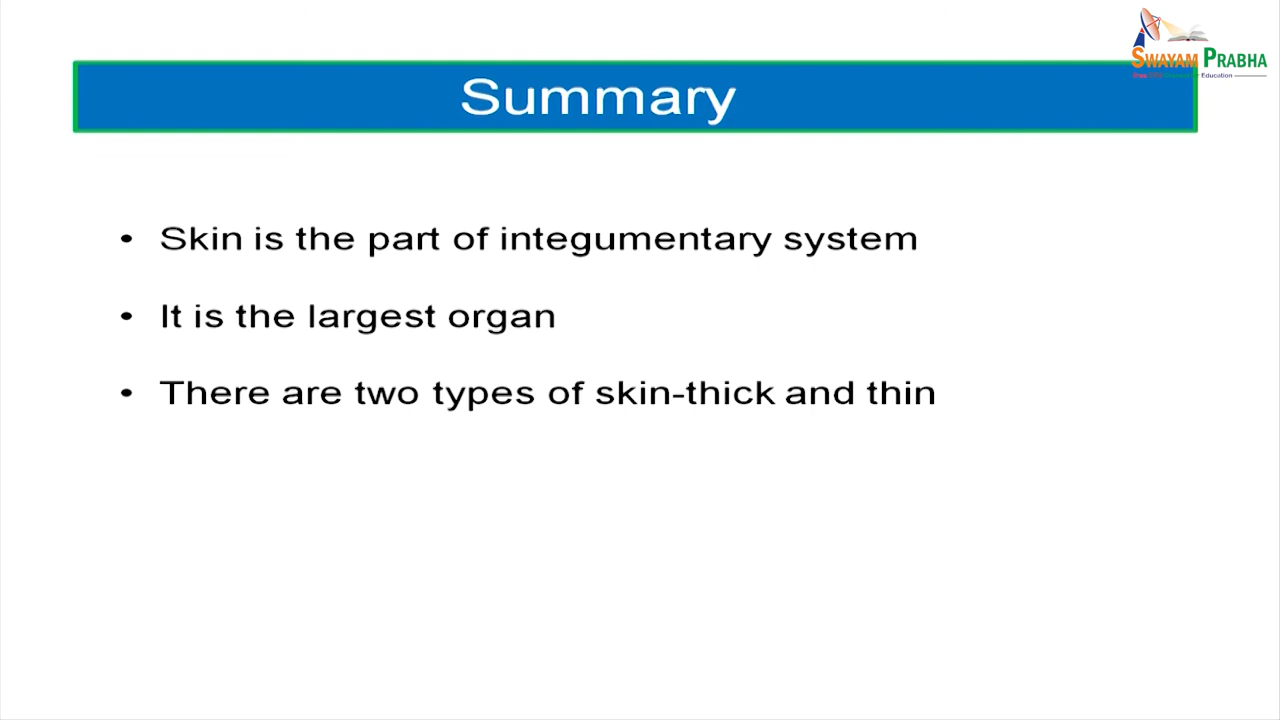 SWAYAM PRABHA
Summary
• Skin is the part of integumentary system
• It is the largest organ
• There are two types of skin-thick and thin